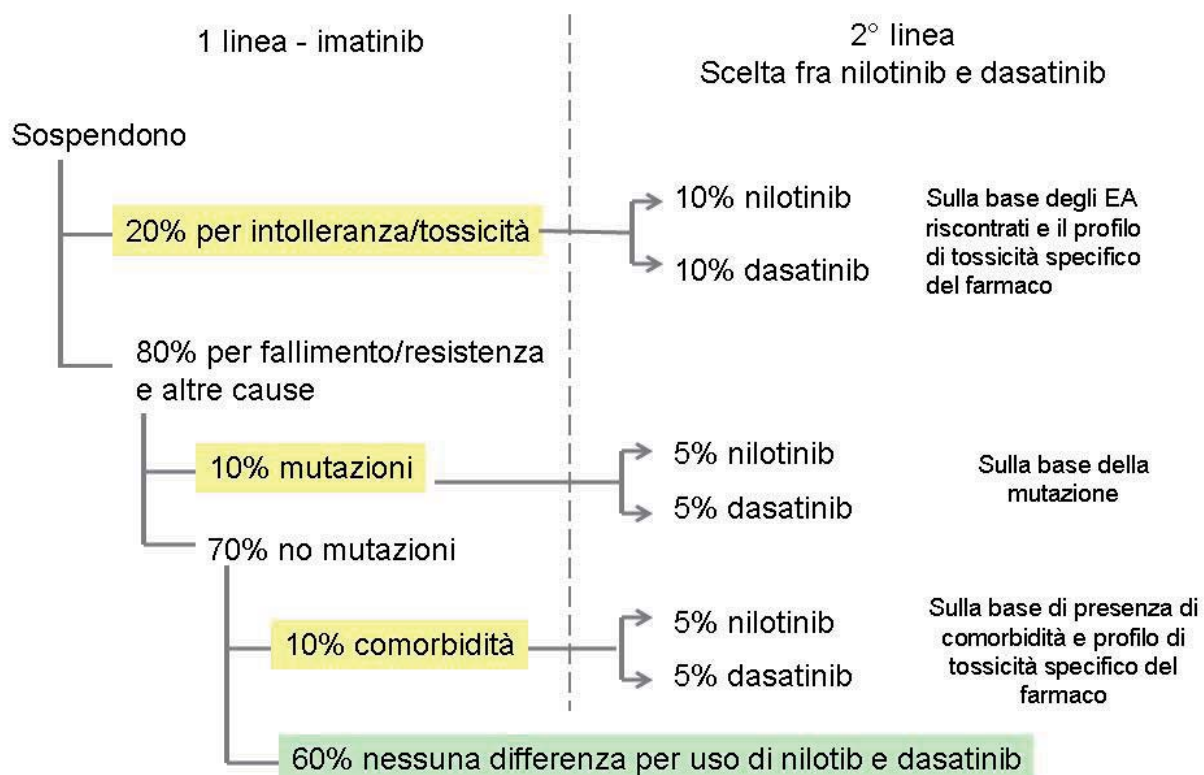 1 linea - imatinib
2° linea
Scelta fra nilotinib e dasatinib
Sospendono
20% per intolleranza/tossicità
10% nilotinib
10% dasatinib
Sulla base degli EA
riscontrati e il profilo
di tossicità specifico
del farmaco
80% per fallimento/resistenza
e altre cause
10% mutazioni
5% nilotinib
5% dasatinib
Sulla base della
mutazione
70% no mutazioni
10% comorbidità
5% nilotinib
5% dasatinib
Sulla base di presenza di
comorbidità e profilo di
tossicità specifico del
farmaco
60% nessuna differenza per uso di nilotib e dasatinib